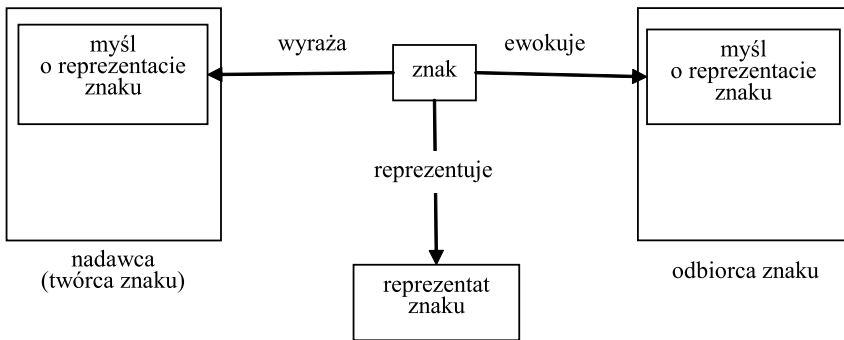 myśl
o reprezentacie
znaku
wyraża
znak
ewokuje
myśl
o reprezentacie
znaku
reprezentuje
nadawca
(twórca znaku)
reprezentat
znaku
odbiorca znaku